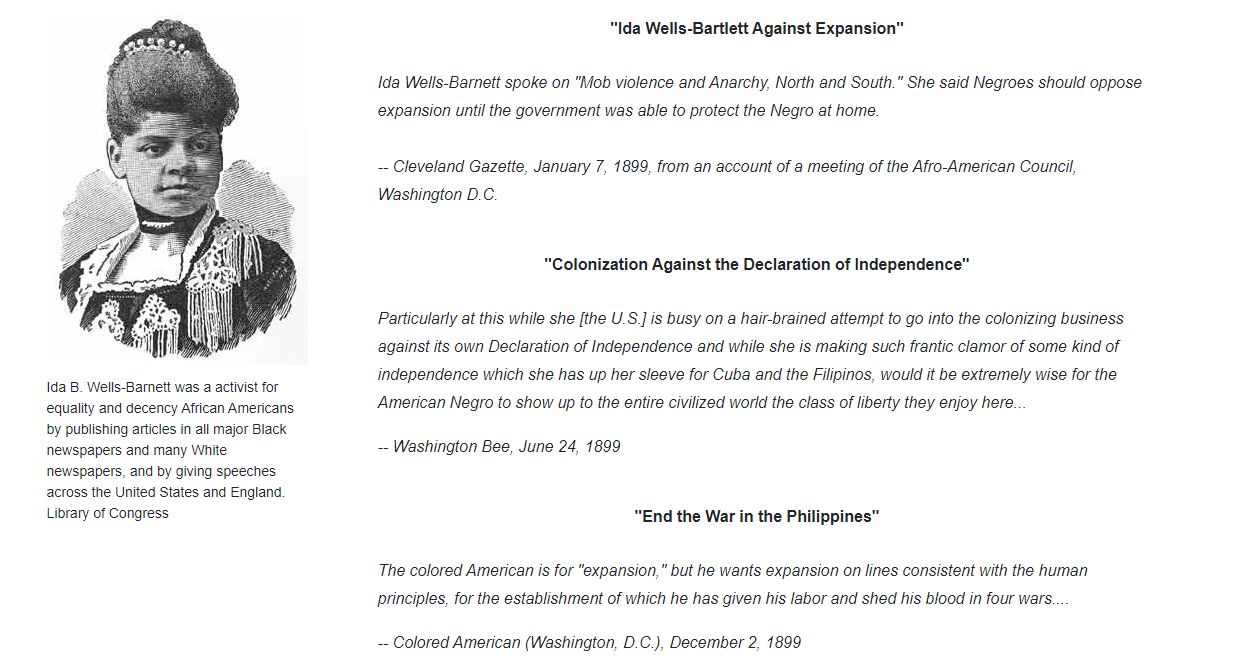 "Ida Wells-Bartlett Against Expansion"
Ida Wells-Barnett spoke on "Mob violence and Anarchy, North and South." She said Negroes should oppose
expansion until the government was able to protect the Negro at home.
-- Cleveland Gazette, January 7, 1899, from an account of a meeting of the Afro-American Council,
Washington D.C.
"Colonization Against the Declaration of Independence"
Particularly at this while she [the U.S.] is busy on a hair-brained attempt to go into the colonizing business
against its own Declaration of Independence and while she is making such frantic clamor of some kind of
independence which she has up her sleeve for Cuba and the Filipinos, would it be extremely wise for the
American Negro to show up to the entire civilized world the class of liberty they enjoy here...
-- Washington Bee, June 24, 1899
"End the War in the Philippines"
The colored American is for "expansion," but he wants expansion on lines consistent with the human
principles, for the establishment of which he has given his labor and shed his blood in four wars....
-- Colored American (Washington, D.C.), December 2, 1899
Ida B. Wells-Barnett was a activist for
equality and decency African Americans
by publishing articles in all major Black
newspapers and many White
newspapers, and by giving speeches
across the United States and England.
Library of Congress